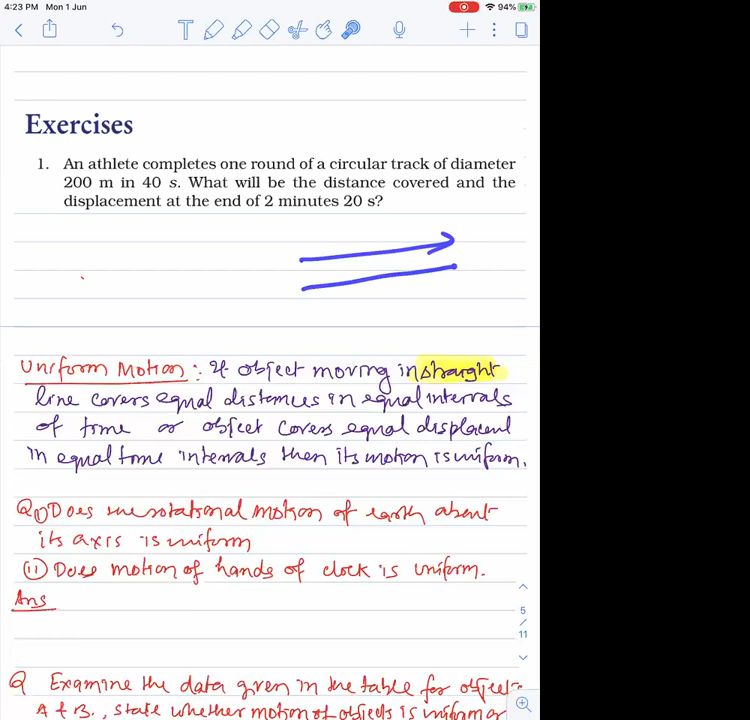 4:23 PM Mon 1 Jun
94%
Exercises
1. An athlete completes one round of a circular track of diameter
200 m in 40 s. What will be the distance covered and the
displacement at the end of 2 minutes 20 s?
Uniform Motion :: If object moving in straight
line covers equal distances in equal intervals
of time or object covers equal displacent
in equal time intervals then its motion is uniform.
Q (i) Does the rotational motion of earth about
its axis is uniform
(ii) Does motion of hands of clock is uniform.
Ans
5
/
11
Q Examine the data given in the table for objects
A & B., state whether motion of objects is uniform or